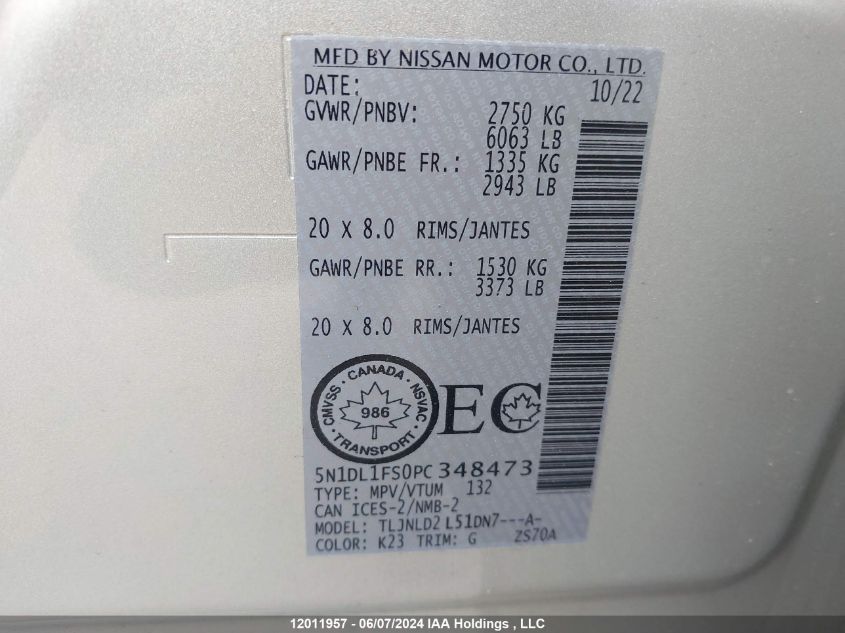 MFD BY NISSAN MOTOR CO., LTD.
DATE: 10/22
GVWR/PNBV: 2750 KG
6063 LB
GAWR/PNBE FR.: 1335 KG
2943 LB
20 X 8.0 RIMS/JANTES
GAWR/PNBE RR.: 1530 KG
3373 LB
20 X 8.0 RIMS/JANTES
CMVSS · CANADA · NSVAC · TRANSPORT ·
986
EC
5N1DL1FS0PC348473
TYPE: MPV/VTUM 132
CAN ICES-2/NMB-2
MODEL: TLJNLD2 L51DN7---A-
COLOR: K23 TRIM: G ZS70A
12011957 - 06/07/2024 IAA Holdings , LLC